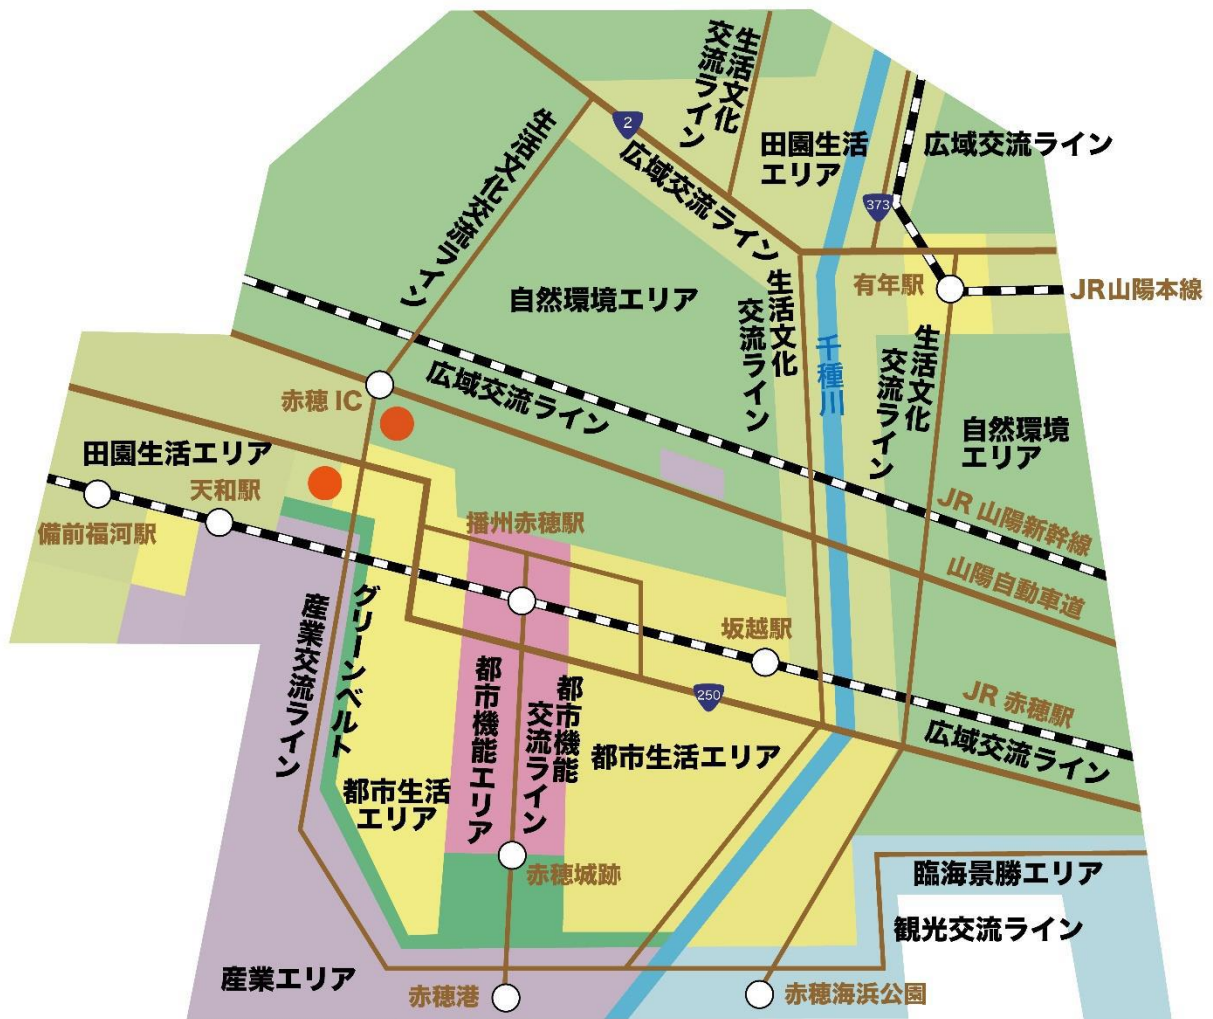 生活文化
交流ライン
2
広域交流ライン
田園生活
エリア
広域交流ライン
373
生活文化交流ライン
自然環境エリア
生活文化
交流ライン
有年駅
JR山陽本線
千種川
生活文化
交流ライン
赤穂 IC
広域交流ライン
自然環境
エリア
田園生活エリア
天和駅
備前福河駅
播州赤穂駅
JR 山陽新幹線
山陽自動車道
グリーンベルト
産業交流ライン
坂越駅
250
JR 赤穂駅
広域交流ライン
都市機能エリア
都市機能
交流ライン
都市生活エリア
都市生活
エリア
赤穂城跡
臨海景勝エリア
観光交流ライン
産業エリア
赤穂港
赤穂海浜公園